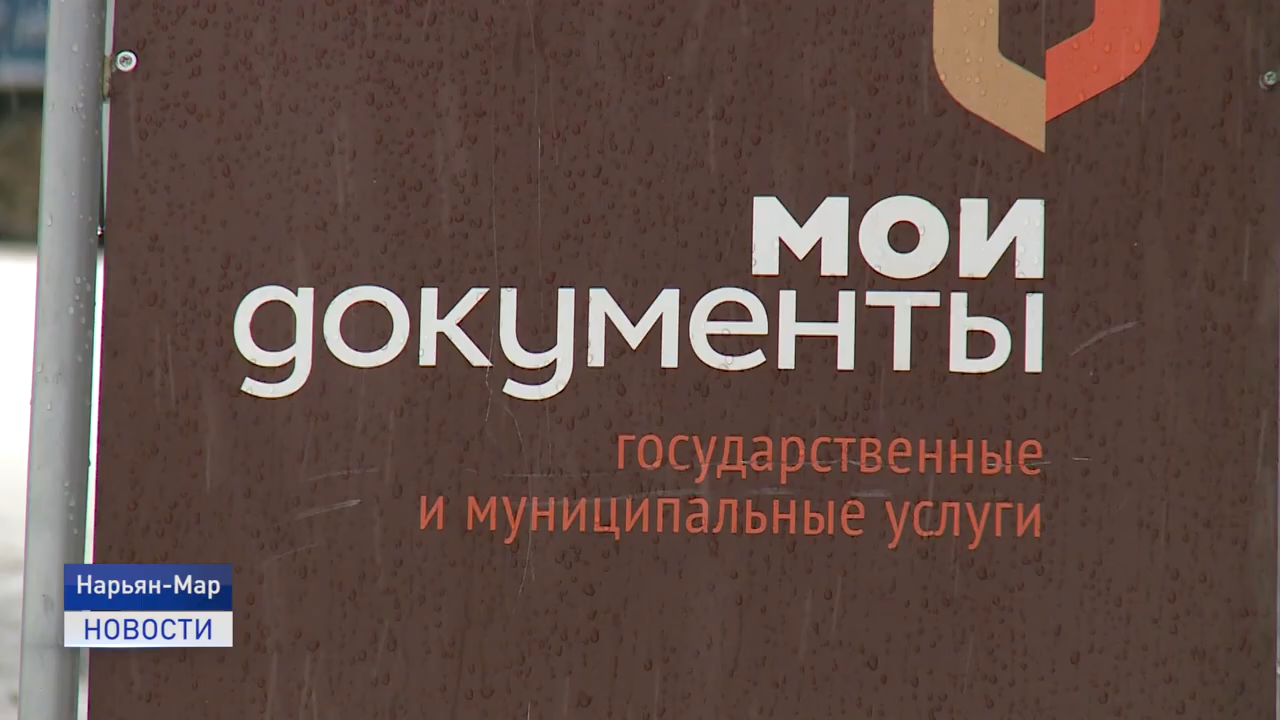 мои
документы
государственные
и муниципальные услуги
Нарьян-Мар
НОВОСТИ